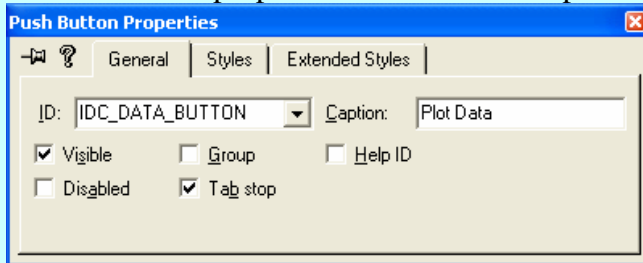 Push Button Properties
General Styles Extended Styles
ID: IDC_DATA_BUTTON Caption: Plot Data
Visible Group Help ID
Disabled Tab stop